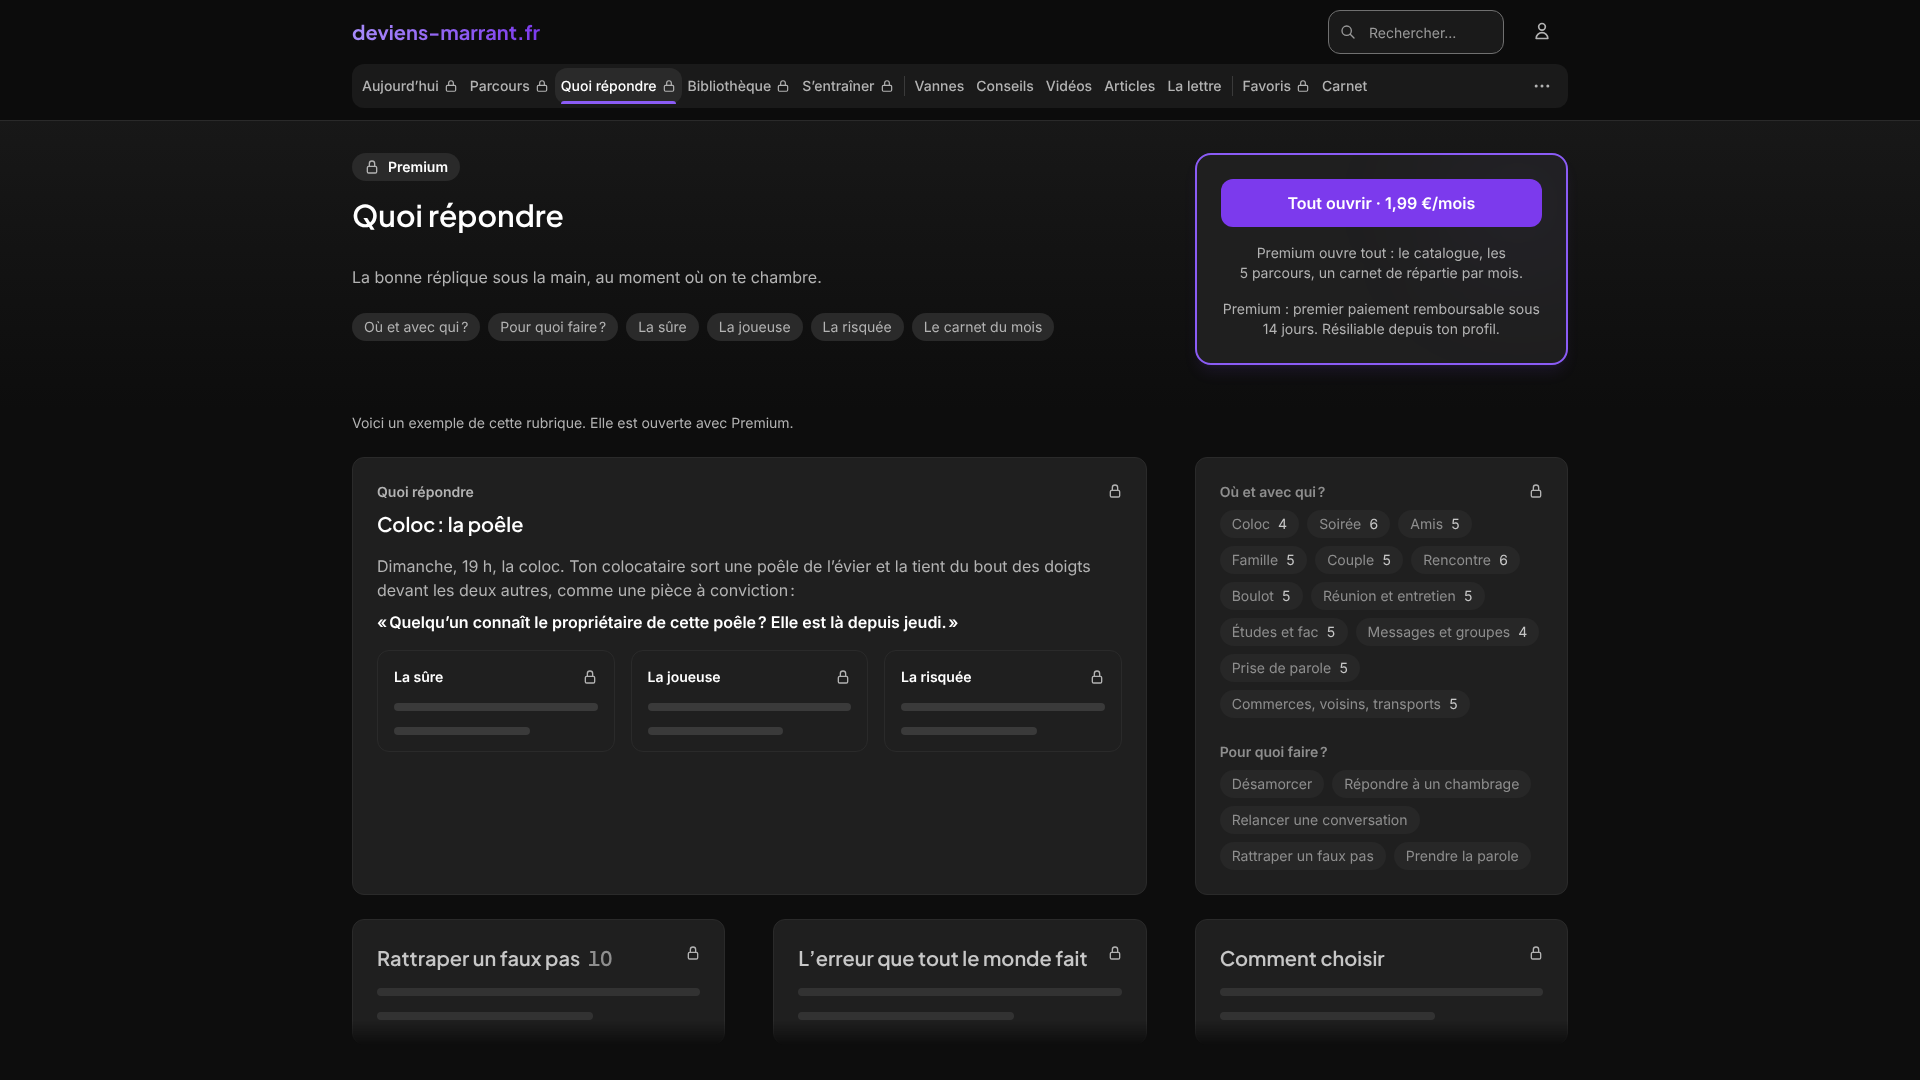 deviens-marrant.fr
Rechercher...
Aujourd’hui Parcours Quoi répondre Bibliothèque S’entraîner Vannes Conseils Vidéos Articles La lettre Favoris Carnet
Premium
Quoi répondre
La bonne réplique sous la main, au moment où on te chambre.
Où et avec qui ? Pour quoi faire ? La sûre La joueuse La risquée Le carnet du mois
Tout ouvrir · 1,99 €/mois
Premium ouvre tout : le catalogue, les
5 parcours, un carnet de répartie par mois.
Premium : premier paiement remboursable sous
14 jours. Résiliable depuis ton profil.
Voici un exemple de cette rubrique. Elle est ouverte avec Premium.
Quoi répondre
Coloc : la poêle
Dimanche, 19 h, la coloc. Ton colocataire sort une poêle de l’évier et la tient du bout des doigts
devant les deux autres, comme une pièce à conviction :
« Quelqu’un connaît le propriétaire de cette poêle ? Elle est là depuis jeudi. »
La sûre
La joueuse
La risquée
Où et avec qui ?
Coloc 4 Soirée 6 Amis 5
Famille 5 Couple 5 Rencontre 6
Boulot 5 Réunion et entretien 5
Études et fac 5 Messages et groupes 4
Prise de parole 5
Commerces, voisins, transports 5
Pour quoi faire ?
Désamorcer Répondre à un chambrage
Relancer une conversation
Rattraper un faux pas Prendre la parole
Rattraper un faux pas 10
L’erreur que tout le monde fait
Comment choisir